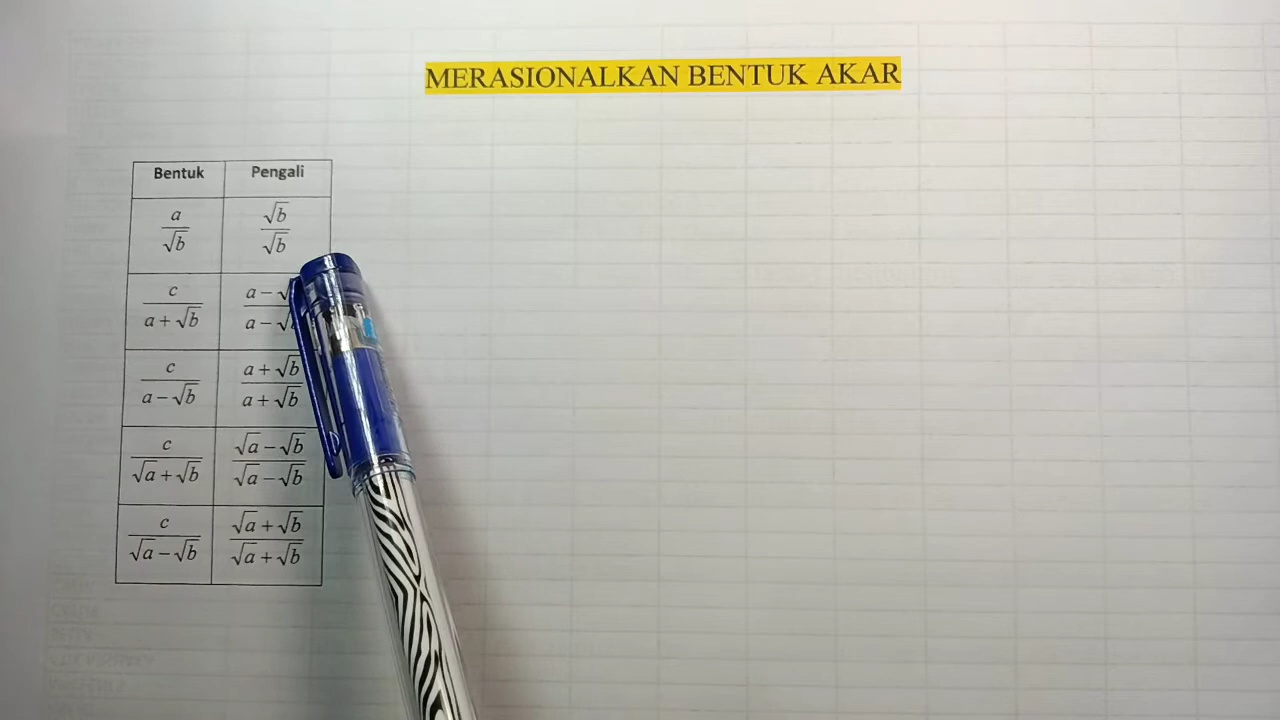 MERASIONALKAN BENTUK AKAR
Bentuk Pengali
a/√b √b/√b
c/(a+√b) a−√ / a−√
c/(a−√b) (a+√b)/(a+√b)
c/(√a+√b) (√a−√b)/(√a−√b)
c/(√a−√b) (√a+√b)/(√a+√b)